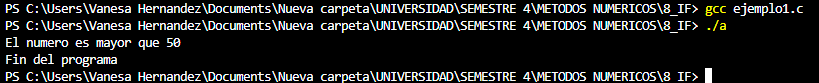 PS C:\Users\Vanesa Hernandez\Documents\Nueva carpeta\UNIVERSIDAD\SEMESTRE 4\METODOS NUMERICOS\8_IF> gcc ejemplo1.c
PS C:\Users\Vanesa Hernandez\Documents\Nueva carpeta\UNIVERSIDAD\SEMESTRE 4\METODOS NUMERICOS\8_IF> ./a
El numero es mayor que 50
Fin del programa
PS C:\Users\Vanesa Hernandez\Documents\Nueva carpeta\UNIVERSIDAD\SEMESTRE 4\METODOS NUMERICOS\8_IF>